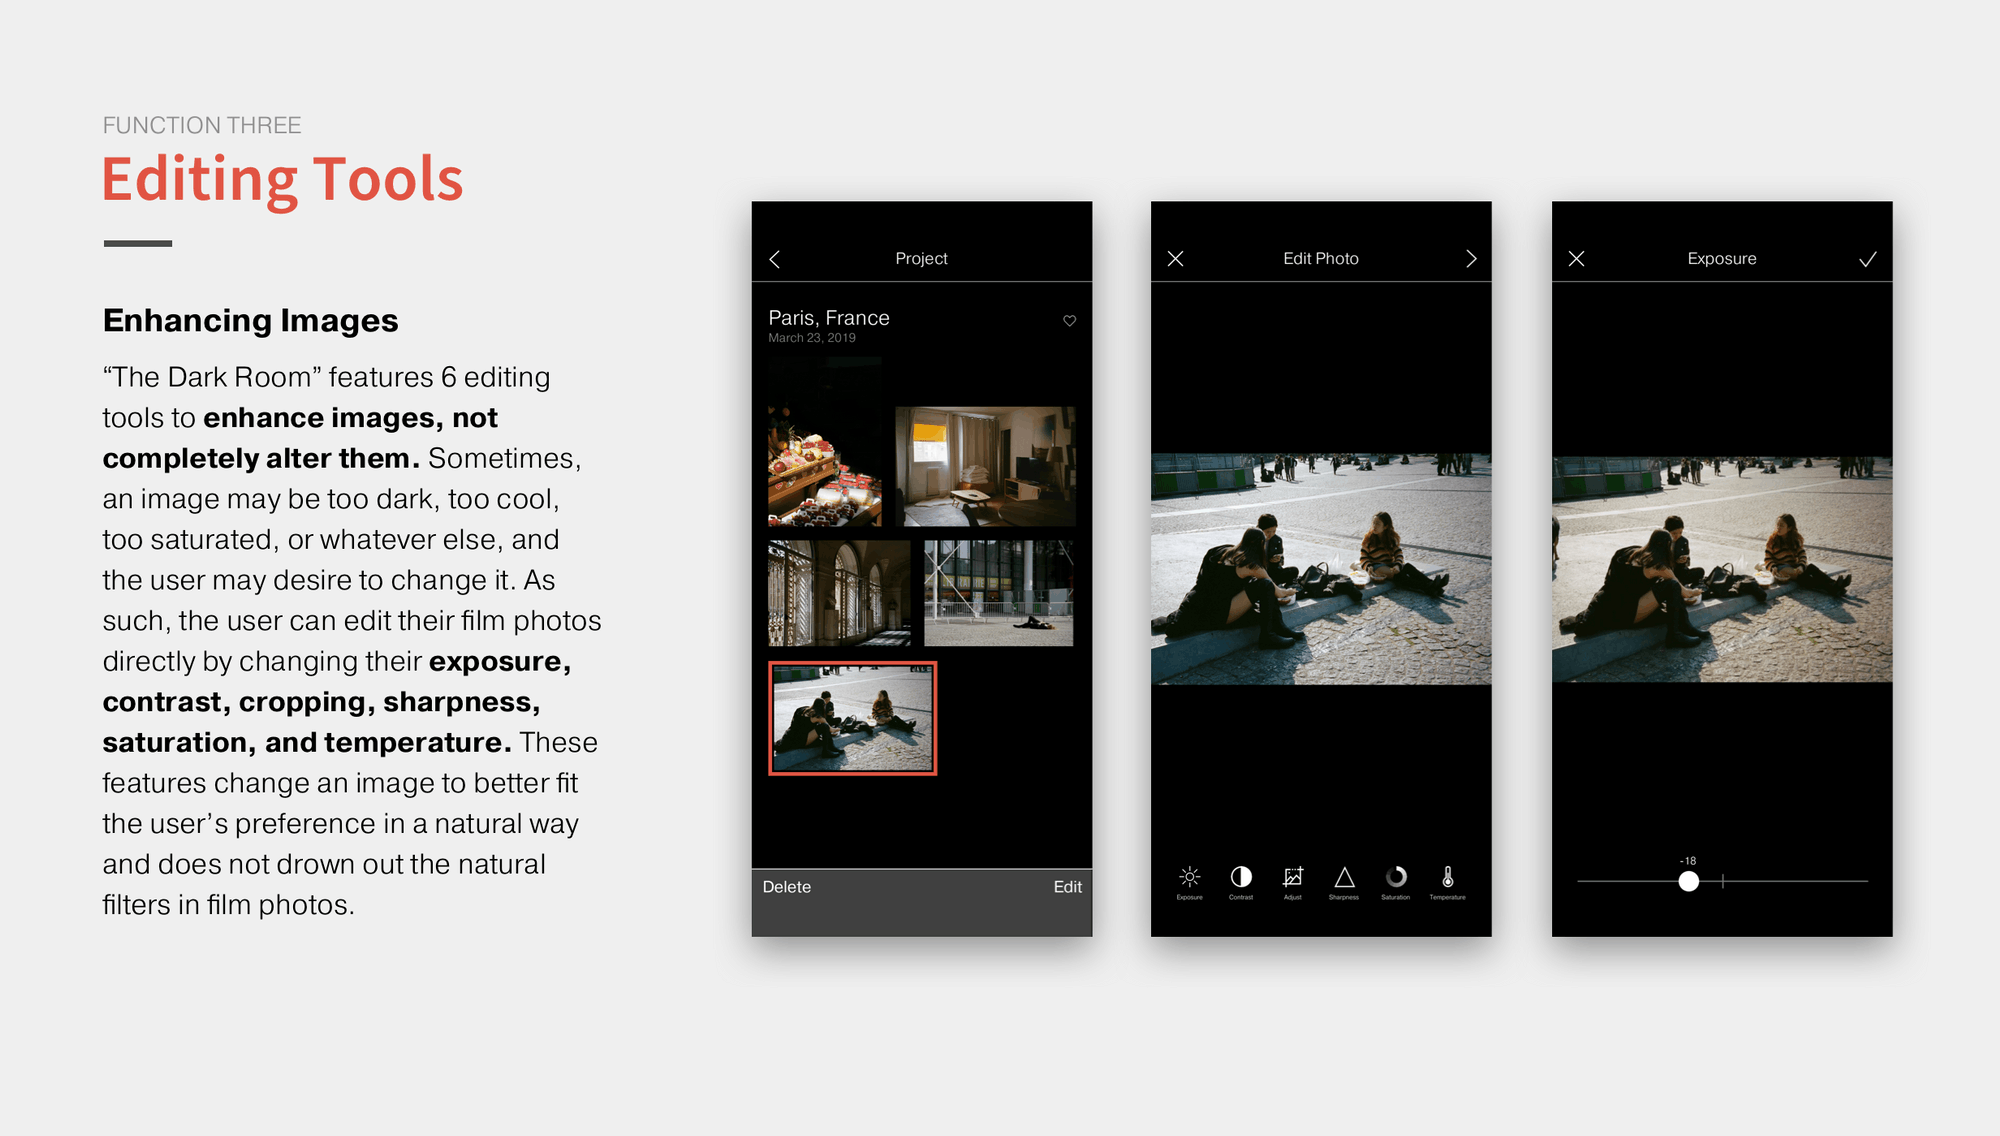 FUNCTION THREE
Editing Tools
Enhancing Images
“The Dark Room” features 6 editing
tools to enhance images, not
completely alter them. Sometimes,
an image may be too dark, too cool,
too saturated, or whatever else, and
the user may desire to change it. As
such, the user can edit their film photos
directly by changing their exposure,
contrast, cropping, sharpness,
saturation, and temperature. These
features change an image to better fit
the user’s preference in a natural way
and does not drown out the natural
filters in film photos.
Project
Paris, France
March 23, 2019
Delete
Edit
Edit Photo
Exposure
Contrast
Adjust
Sharpness
Saturation
Temperature
Exposure
-18